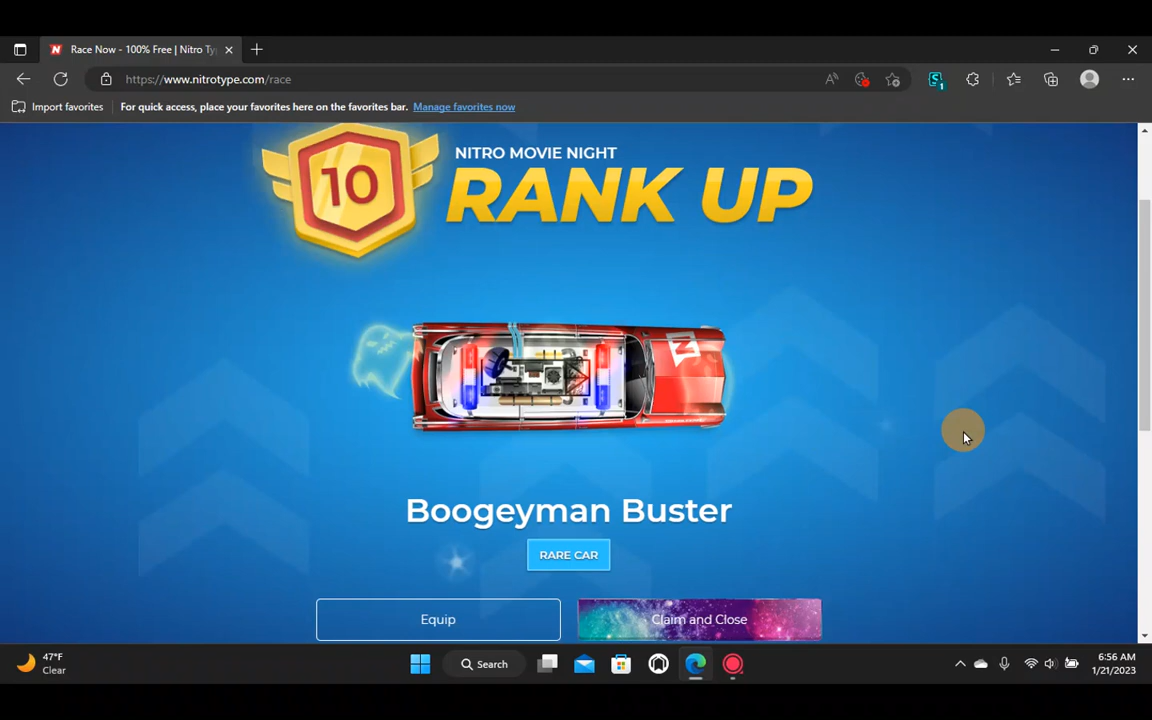 Race Now - 100% Free | Nitro Ty
https://www.nitrotype.com/race
1
Import favorites
For quick access, place your favorites here on the favorites bar. Manage favorites now
10
NITRO MOVIE NIGHT
RANK UP
N
Boogeyman Buster
RARE CAR
Equip
Claim and Close
47°F
Clear
Search
6:56 AM
1/21/2023